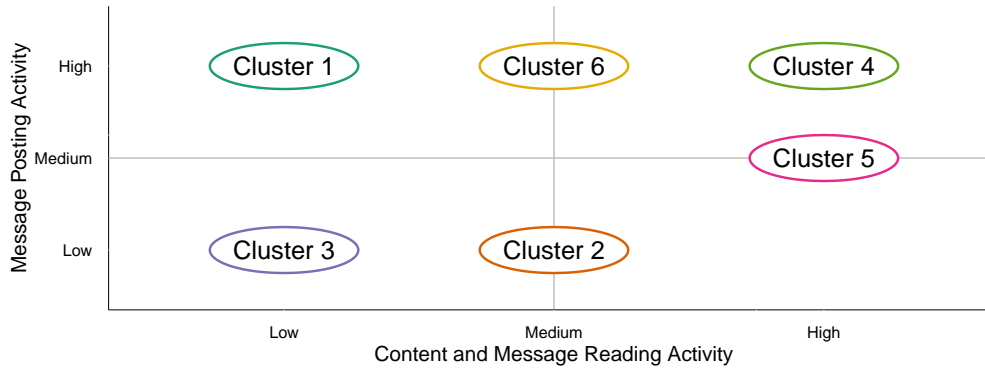 Message Posting Activity
High
Medium
Low
Cluster 1
Cluster 6
Cluster 4
Cluster 5
Cluster 3
Cluster 2
Low
Medium
High
Content and Message Reading Activity